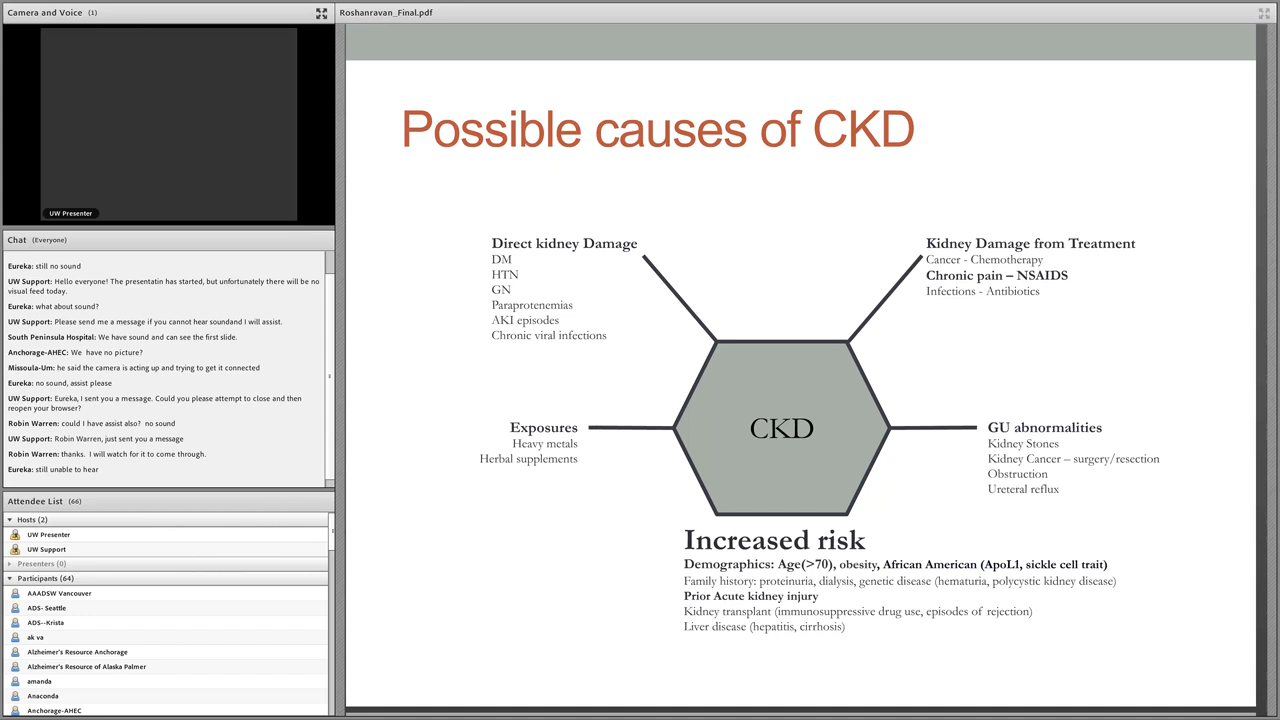 Camera and Voice (1)
UW Presenter
Chat (Everyone)
Eureka: still no sound
UW Support: Hello everyone! The presentatin has started, but unfortunately there will be no
visual feed today.
Eureka: what about sound?
UW Support: Please send me a message if you cannot hear soundand I will assist.
South Peninsula Hospital: We have sound and can see the first slide.
Anchorage-AHEC: We have no picture?
Missoula-Um: he said the camera is acting up and trying to get it connected
Eureka: no sound, assist please
UW Support: Eureka, I sent you a message. Could you please attempt to close and then
reopen your browser?
Robin Warren: could I have assist also? no sound
UW Support: Robin Warren, just sent you a message
Robin Warren: thanks. I will watch for it to come through.
Eureka: still unable to hear
Attendee List (66)
Hosts (2)
UW Presenter
UW Support
Presenters (0)
Participants (64)
AAADSW Vancouver
ADS- Seattle
ADS--Krista
ak va
Alzheimer's Resource Anchorage
Alzheimer's Resource of Alaska Palmer
amanda
Anaconda
Anchorage-AHEC
Roshanravan_Final.pdf
Possible causes of CKD
Direct kidney Damage
DM
HTN
GN
Paraprotenemias
AKI episodes
Chronic viral infections
Kidney Damage from Treatment
Cancer - Chemotherapy
Chronic pain – NSAIDS
Infections - Antibiotics
Exposures
Heavy metals
Herbal supplements
CKD
GU abnormalities
Kidney Stones
Kidney Cancer – surgery/resection
Obstruction
Ureteral reflux
Increased risk
Demographics: Age(>70), obesity, African American (ApoL1, sickle cell trait)
Family history: proteinuria, dialysis, genetic disease (hematuria, polycystic kidney disease)
Prior Acute kidney injury
Kidney transplant (immunosuppressive drug use, episodes of rejection)
Liver disease (hepatitis, cirrhosis)